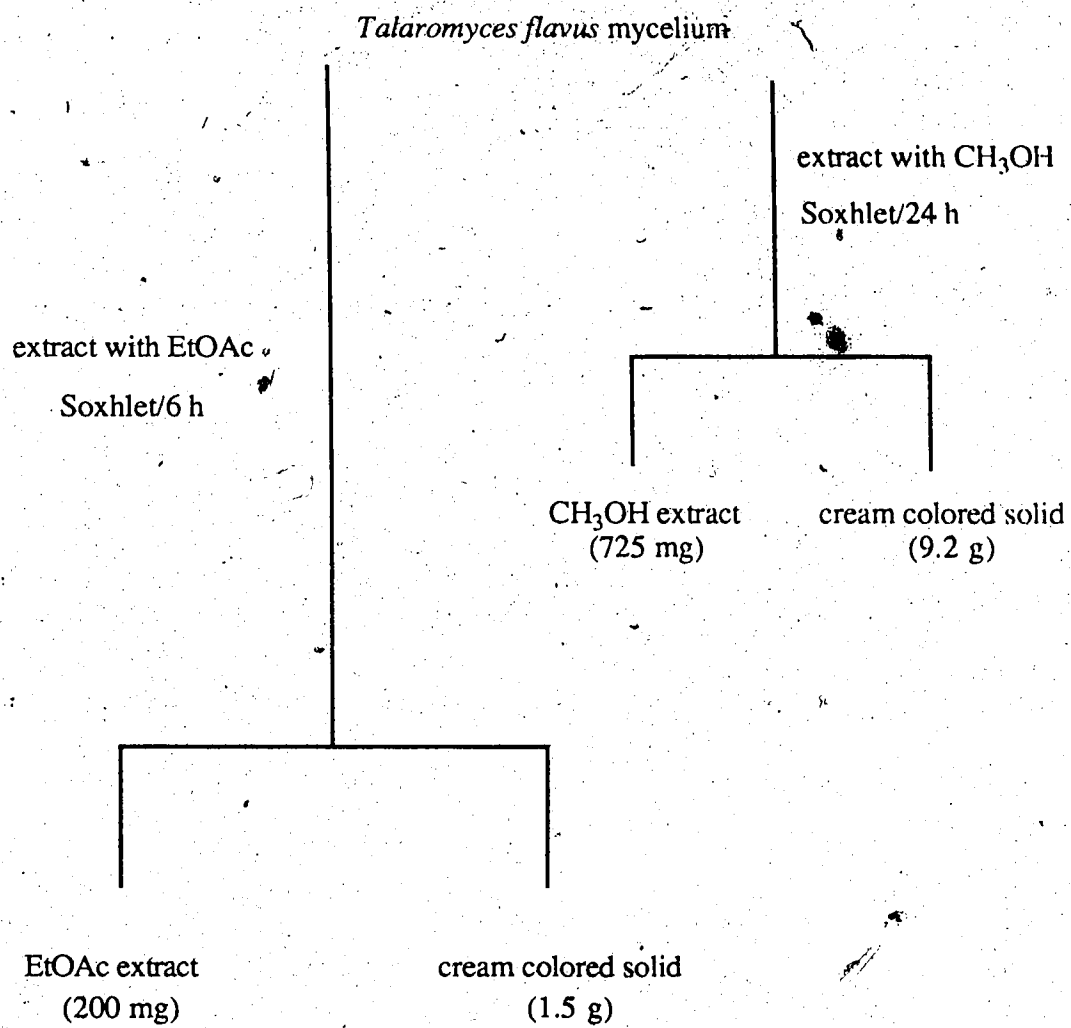 Talaromyces flavus mycelium
extract with CH₃OH
Soxhlet/24 h
extract with EtOAc
Soxhlet/6 h
CH₃OH extract
(725 mg)
cream colored solid
(9.2 g)
EtOAc extract
(200 mg)
cream colored solid
(1.5 g)